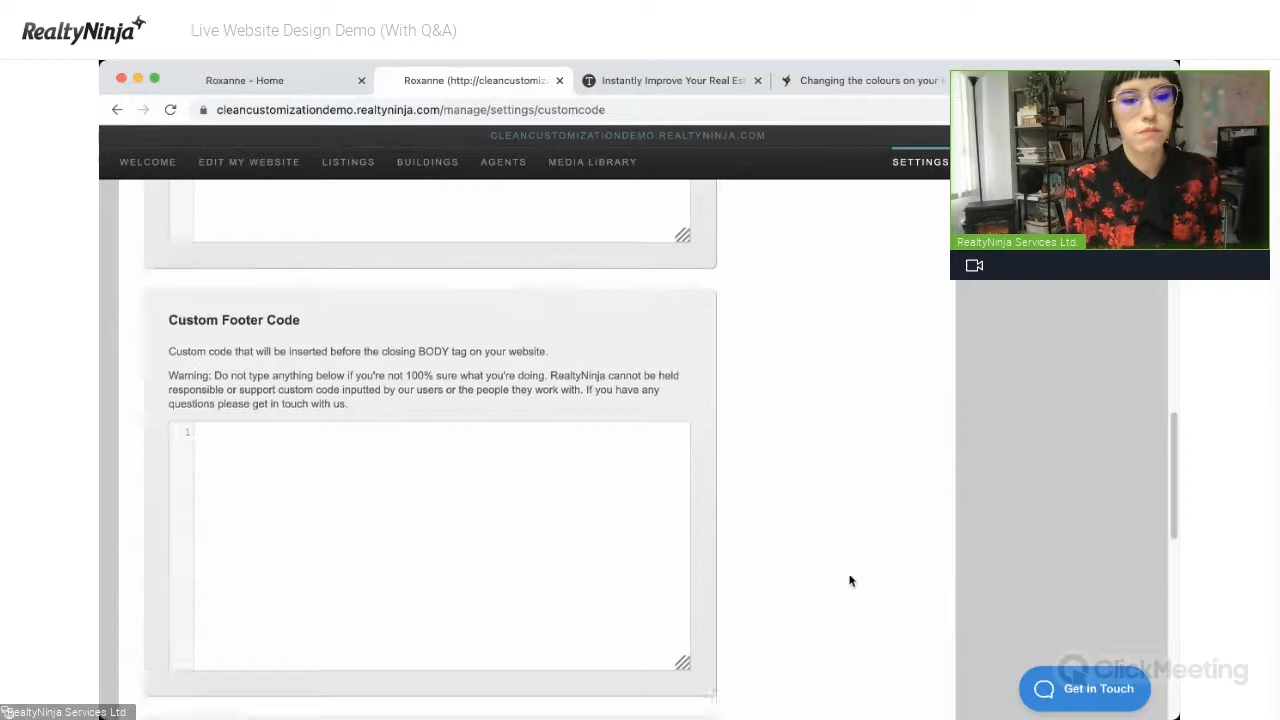 RealtyNinja
Live Website Design Demo (With Q&A)
Roxanne - Home
Roxanne (http://cleancustomiza
Instantly Improve Your Real Es
Changing the colours on your
cleancustomizationdemo.realtyninja.com/manage/settings/customcode
CLEANCUSTOMIZATIONDEMO.REALTYNINJA.COM
WELCOME EDIT MY WEBSITE LISTINGS BUILDINGS AGENTS MEDIA LIBRARY SETTINGS
RealtyNinja Services Ltd.
Custom Footer Code
Custom code that will be inserted before the closing BODY tag on your website.
Warning: Do not type anything below if you're not 100% sure what you're doing. RealtyNinja cannot be held
responsible or support custom code inputted by our users or the people they work with. If you have any
questions please get in touch with us.
1
ClickMeeting
Get in Touch
RealtyNinja Services Ltd.